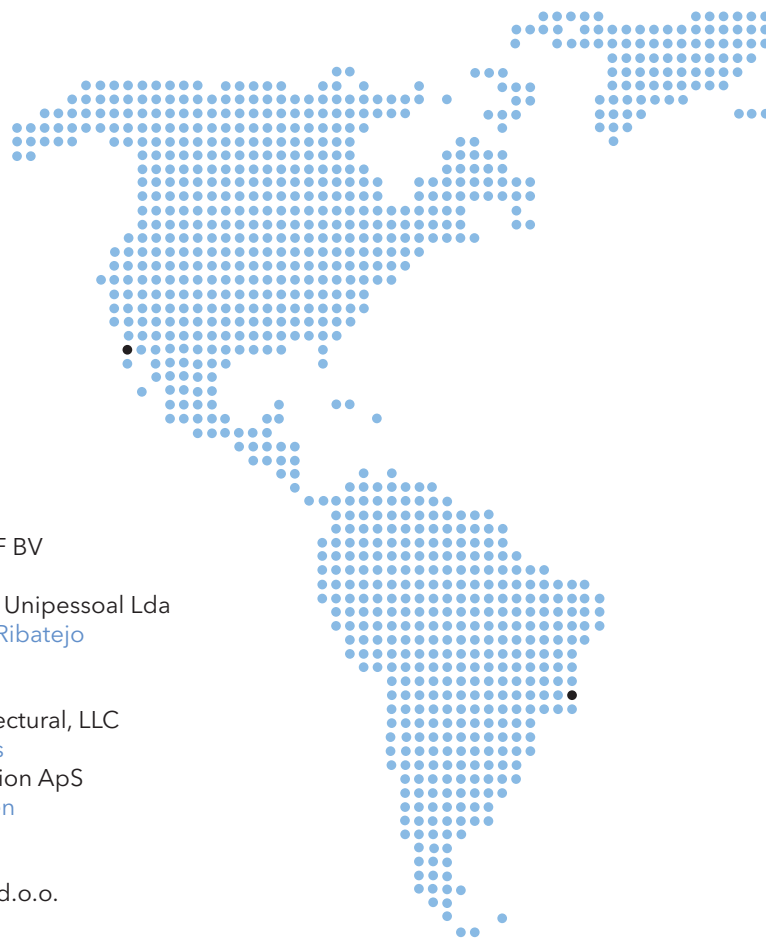 F BV
Unipessoal Lda
Ribatejo
ectural, LLC
s
ion ApS
n
d.o.o.